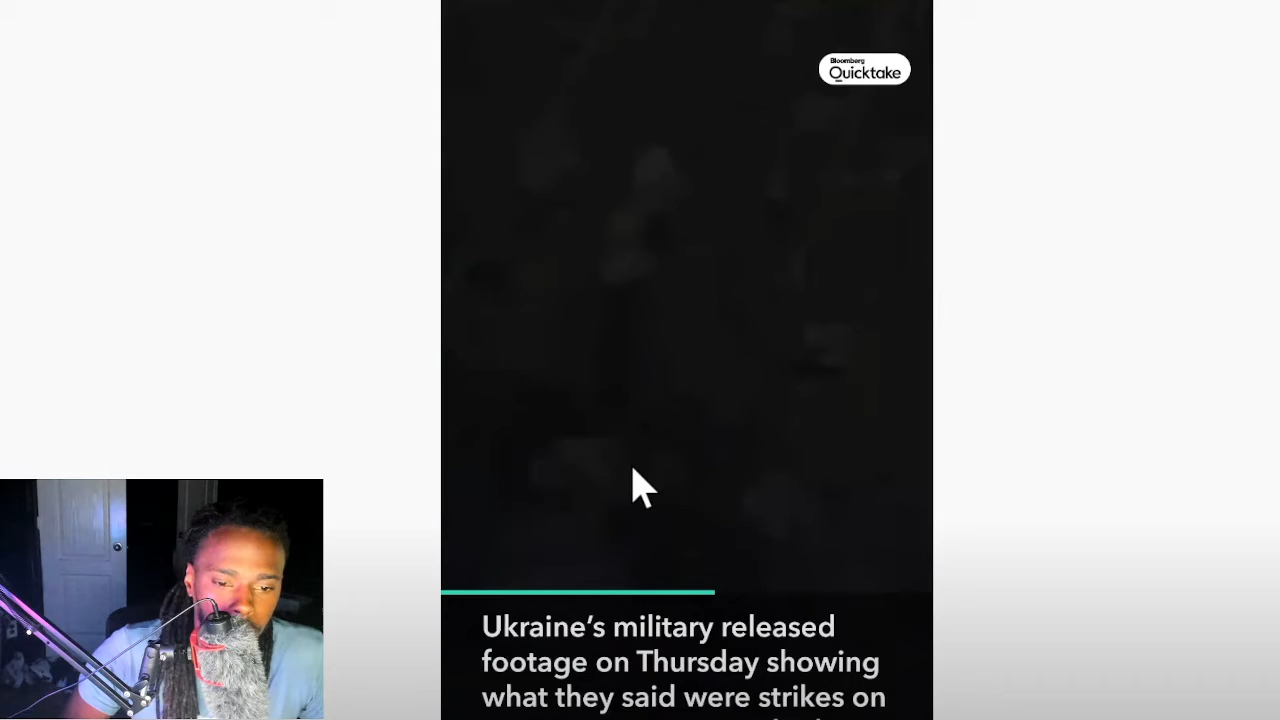 Bloomberg
Quicktake
Ukraine's military released
footage on Thursday showing
what they said were strikes on